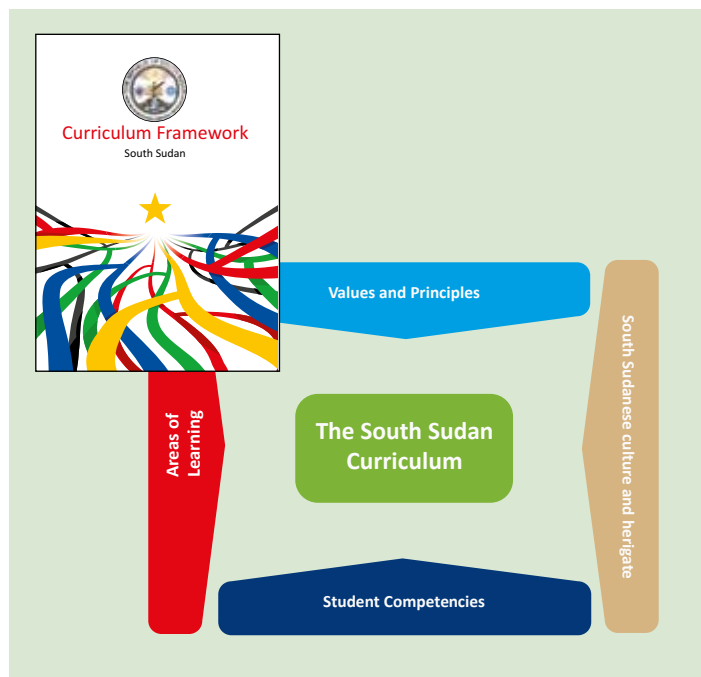 Curriculum Framework
South Sudan
Values and Principles
Areas of
Learning
The South Sudan
Curriculum
South Sudanese culture and herigate
Student Competencies